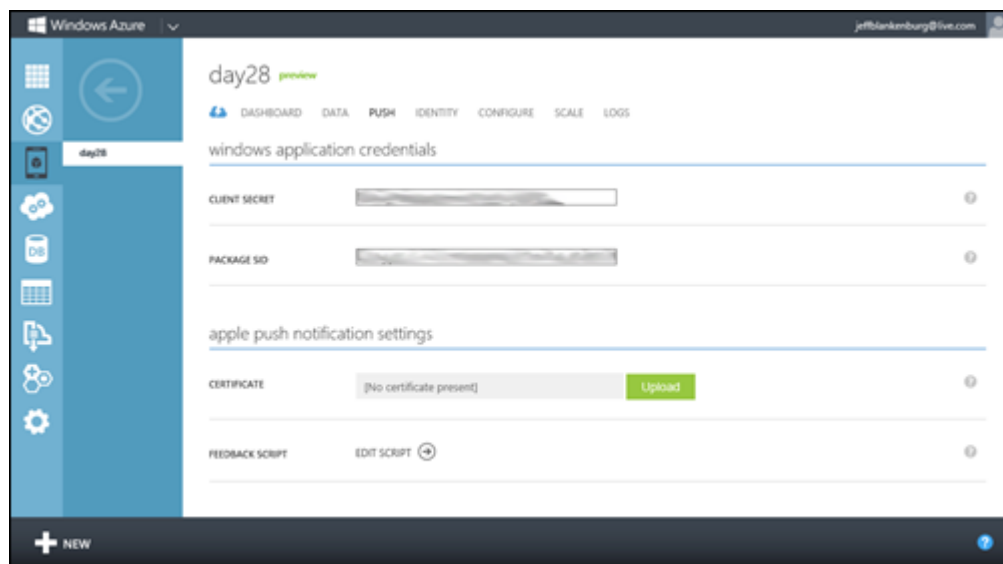 Windows Azure jeffblankenburg@live.com
day28 preview
DASHBOARD DATA PUSH IDENTITY CONFIGURE SCALE LOGS
day28
windows application credentials
CLIENT SECRET
DB
PACKAGE SID
apple push notification settings
CERTIFICATE [No certificate present] Upload
FEEDBACK SCRIPT EDIT SCRIPT
NEW